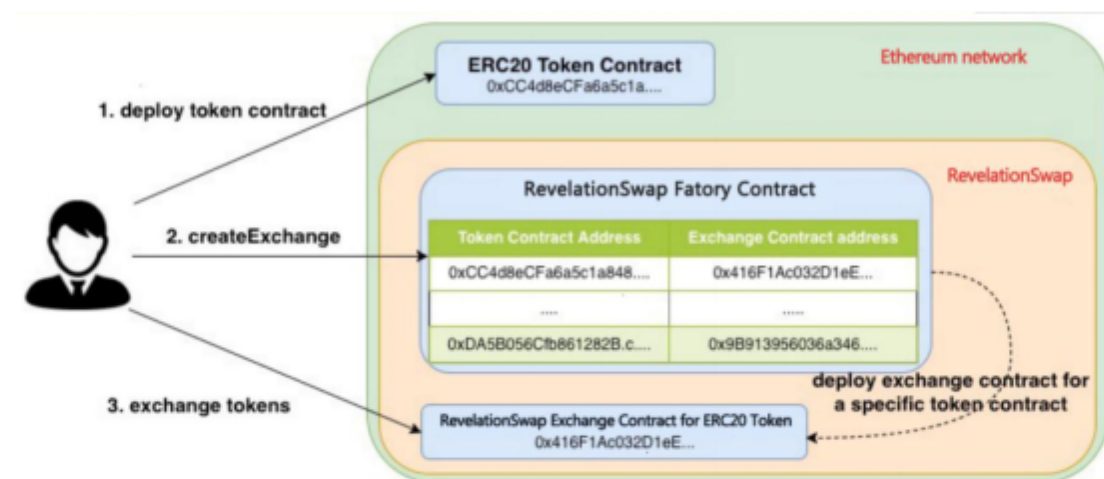 ERC20 Token Contract
0xCC4d8eCFa6a5c1a....
Ethereum network
1. deploy token contract
RevelationSwap
RevelationSwap Fatory Contract
2. createExchange
Token Contract Address
Exchange Contract address
0xCC4d8eCFa6a5c1a848....
0x416F1Ac032D1eE...
....
.....
0xDA5B056Cfb861282B.c....
0x9B913956036a346....
deploy exchange contract for
a specific token contract
3. exchange tokens
RevelationSwap Exchange Contract for ERC20 Token
0x416F1Ac032D1eE...